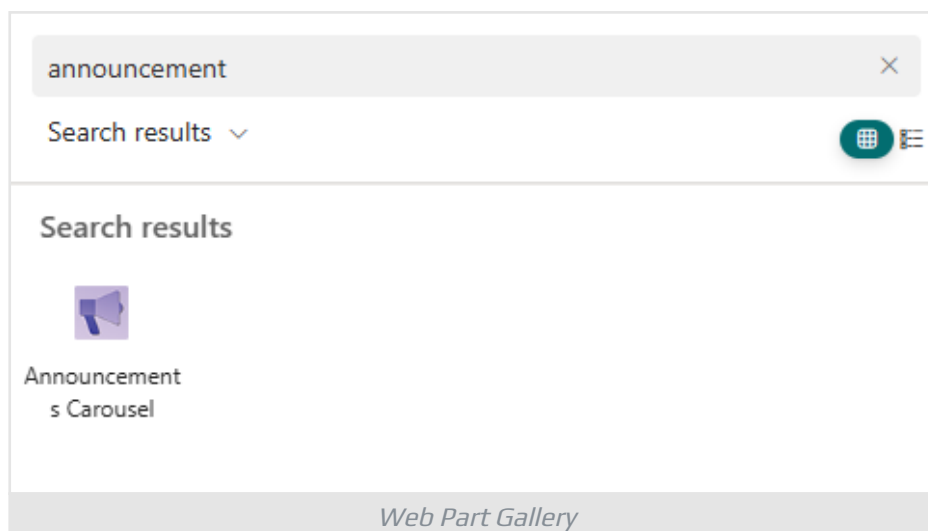 announcement
Search results
Search results
Announcement
s Carousel
Web Part Gallery